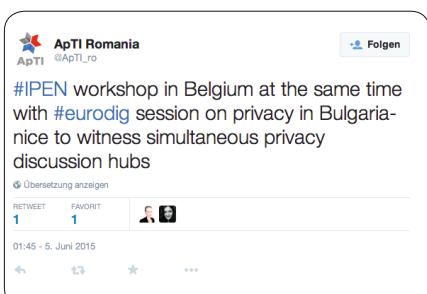 ApTI Romania
@ApTI_ro
ApTI
Folgen
#IPEN workshop in Belgium at the same time
with #eurodig session on privacy in Bulgaria-
nice to witness simultaneous privacy
discussion hubs
Übersetzung anzeigen
RETWEET FAVORIT
1 1
01:45 - 5. Juni 2015